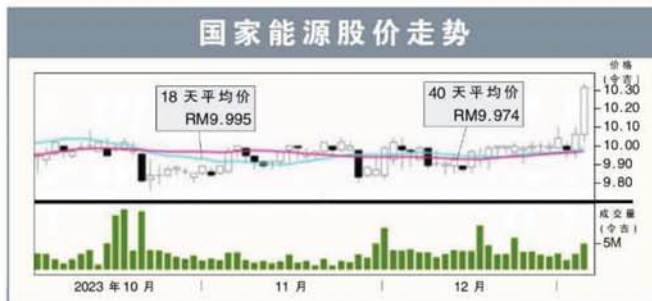 国家能源股价走势
价格
(令吉)
18 天平均价
RM9.995
40 天平均价
RM9.974
10.30
10.20
10.10
10.00
9.90
9.80
成交量
(令吉)
5M
2023 年 10 月
11 月
12 月